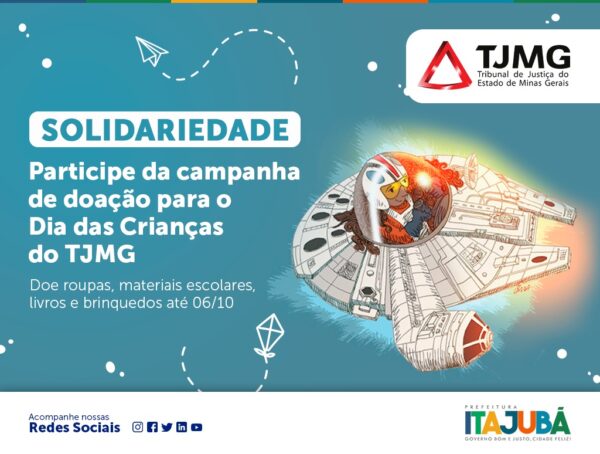 TJMG
Tribunal de Justiça do
Estado de Minas Gerais
SOLIDARIEDADE
Participe da campanha
de doação para o
Dia das Crianças
do TJMG
Doe roupas, materiais escolares,
livros e brinquedos até 06/10
Acompanhe nossas
Redes Sociais
PREFEITURA
ITAJUBÁ
GOVERNO BOM E JUSTO, CIDADE FELIZ!